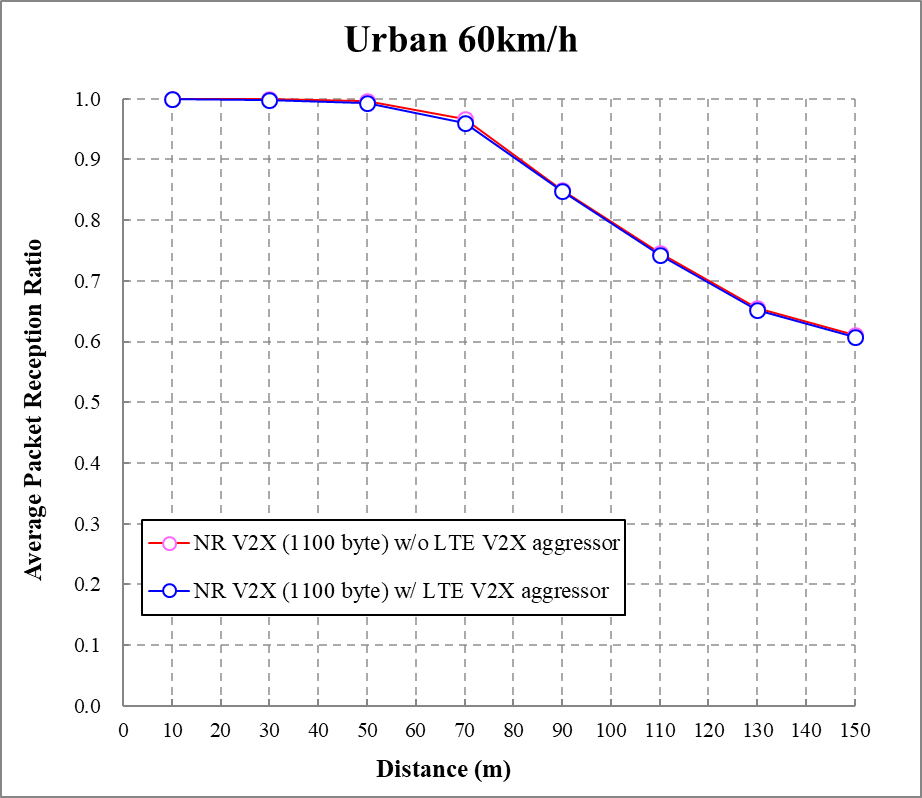 Urban 60km/h
Average Packet Reception Ratio
1.0
0.9
0.8
0.7
0.6
0.5
0.4
0.3
0.2
0.1
0.0
NR V2X (1100 byte) w/o LTE V2X aggressor
NR V2X (1100 byte) w/ LTE V2X aggressor
0 10 20 30 40 50 60 70 80 90 100 110 120 130 140 150
Distance (m)